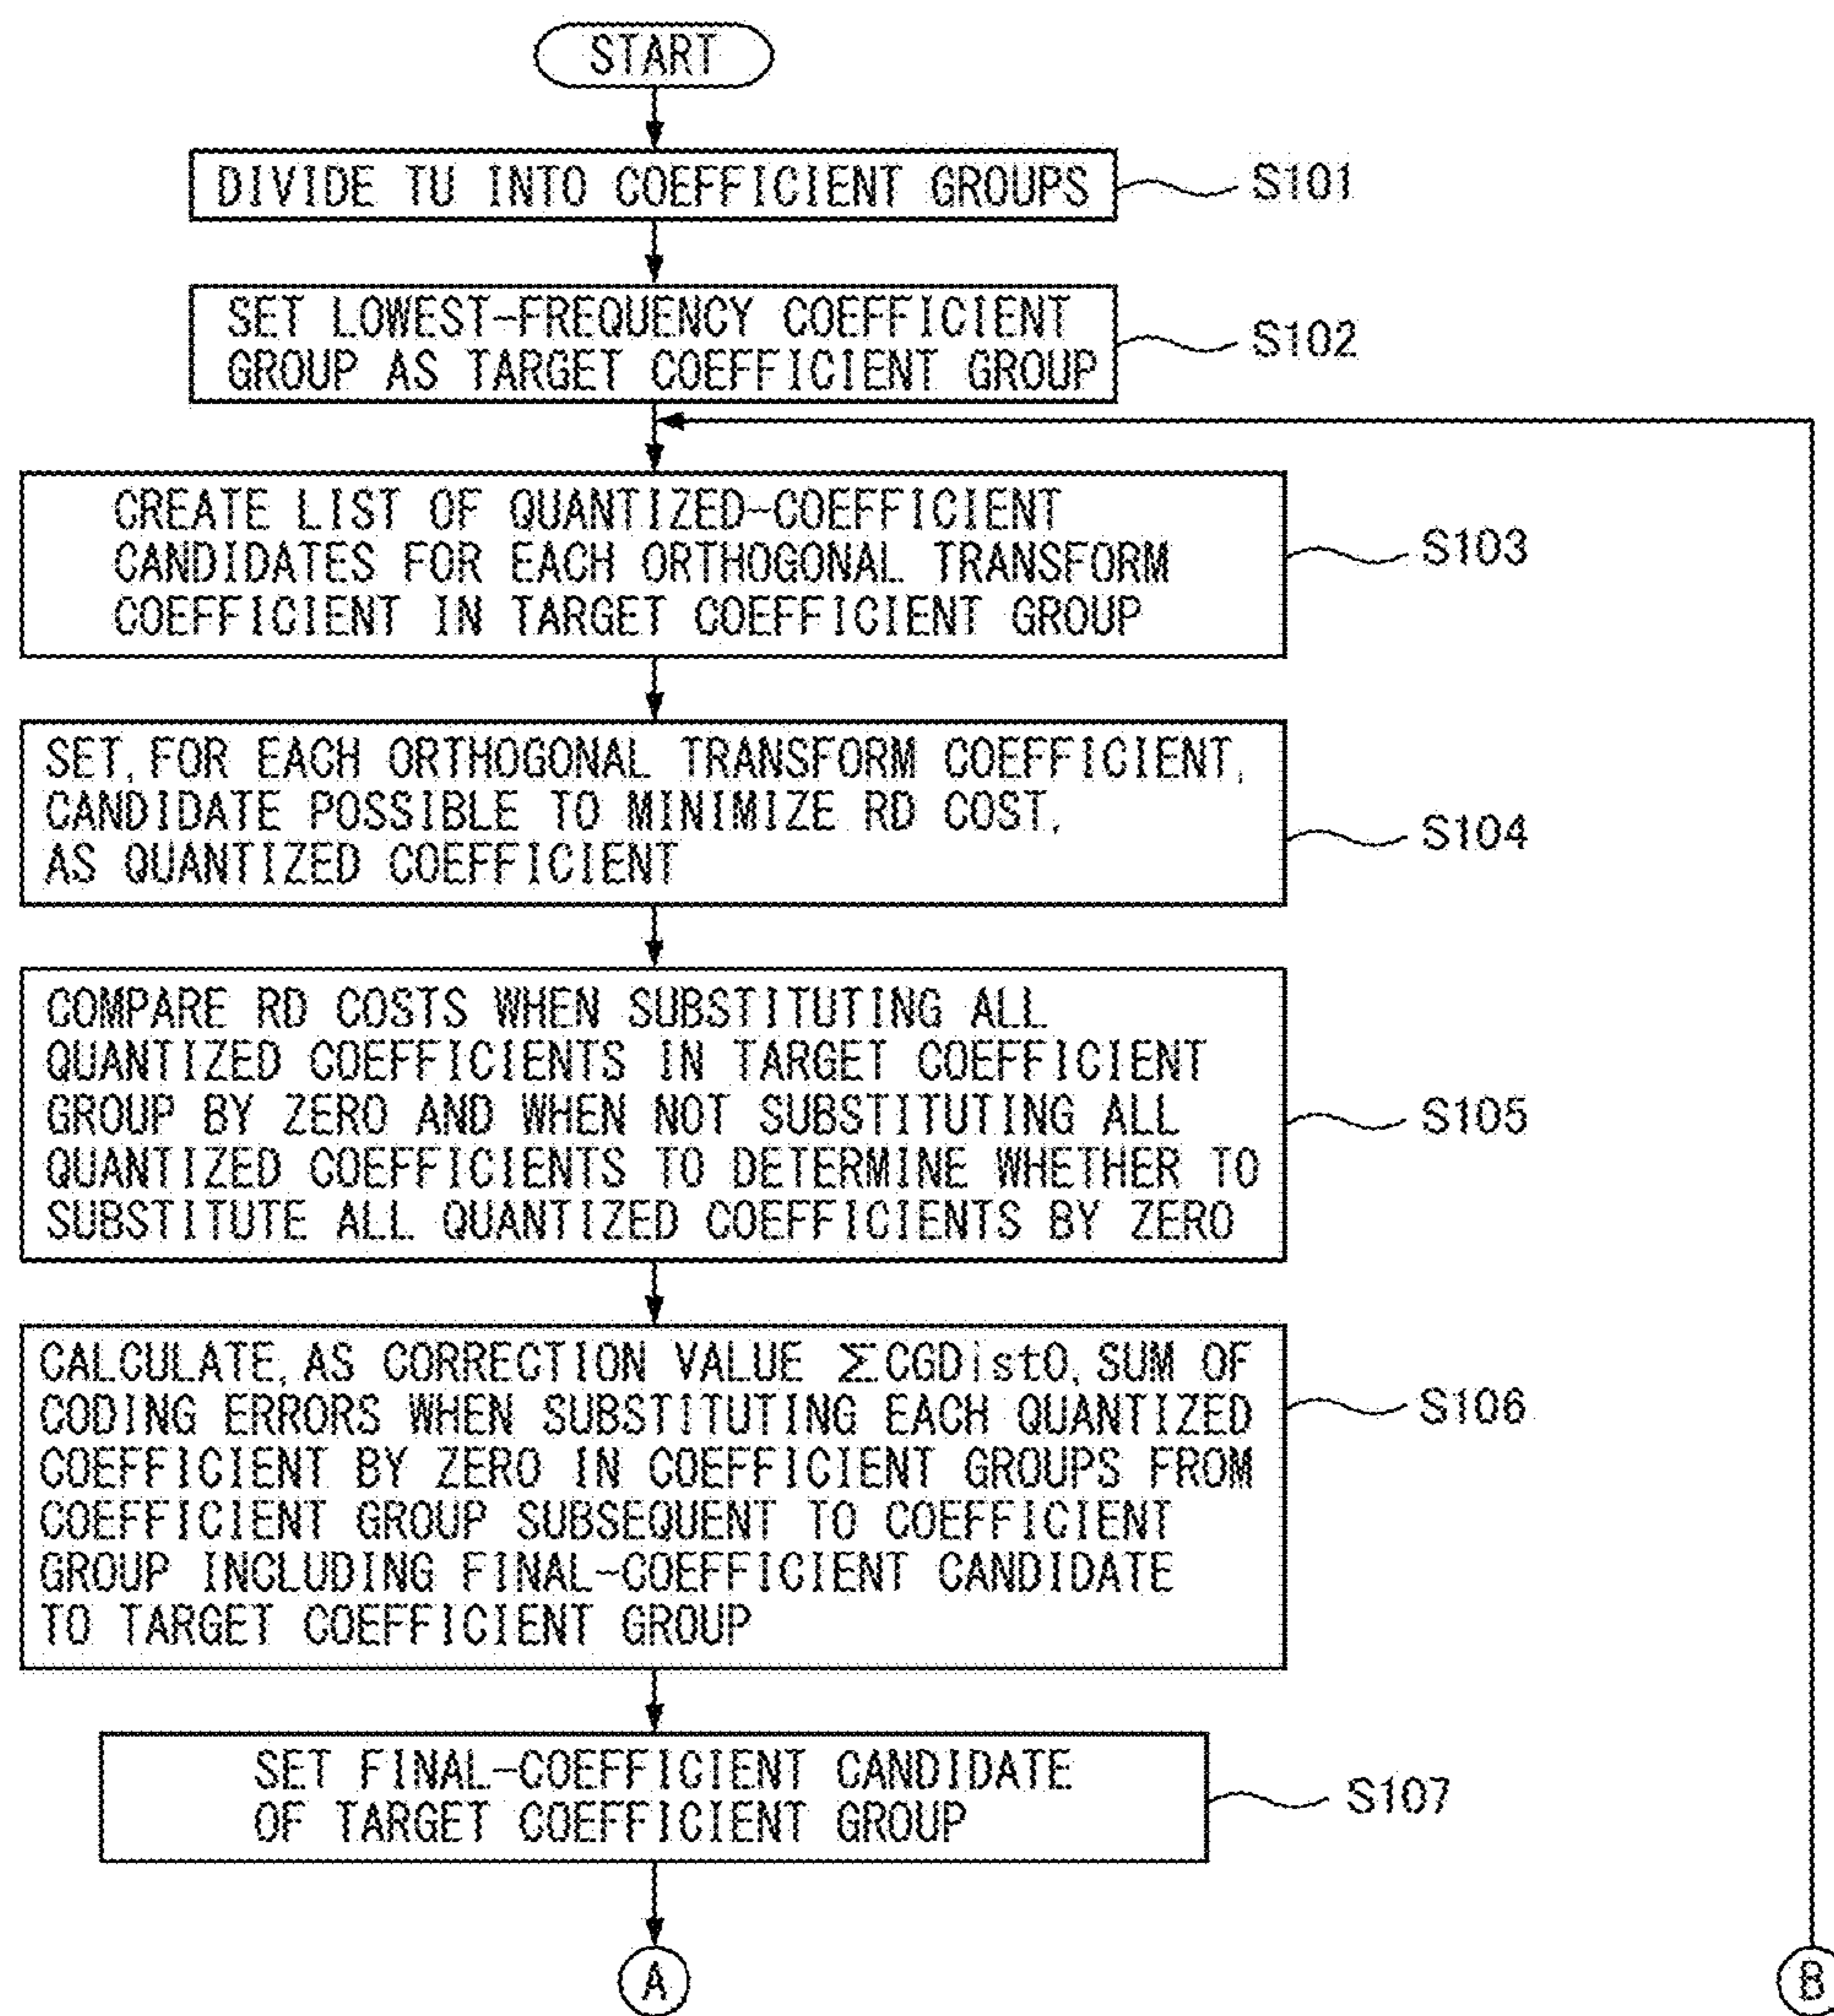 START
DIVIDE TU INTO COEFFICIENT GROUPS
S101
SET LOWEST-FREQUENCY COEFFICIENT
GROUP AS TARGET COEFFICIENT GROUP
S102
CREATE LIST OF QUANTIZED-COEFFICIENT
CANDIDATES FOR EACH ORTHOGONAL TRANSFORM
COEFFICIENT IN TARGET COEFFICIENT GROUP
S103
SET, FOR EACH ORTHOGONAL TRANSFORM COEFFICIENT,
CANDIDATE POSSIBLE TO MINIMIZE RD COST,
AS QUANTIZED COEFFICIENT
S104
COMPARE RD COSTS WHEN SUBSTITUTING ALL
QUANTIZED COEFFICIENTS IN TARGET COEFFICIENT
GROUP BY ZERO AND WHEN NOT SUBSTITUTING ALL
QUANTIZED COEFFICIENTS TO DETERMINE WHETHER TO
SUBSTITUTE ALL QUANTIZED COEFFICIENTS BY ZERO
S105
CALCULATE, AS CORRECTION VALUE ΣCGDist0, SUM OF
CODING ERRORS WHEN SUBSTITUTING EACH QUANTIZED
COEFFICIENT BY ZERO IN COEFFICIENT GROUPS FROM
COEFFICIENT GROUP SUBSEQUENT TO COEFFICIENT
GROUP INCLUDING FINAL-COEFFICIENT CANDIDATE
TO TARGET COEFFICIENT GROUP
S106
SET FINAL-COEFFICIENT CANDIDATE
OF TARGET COEFFICIENT GROUP
S107
A
B